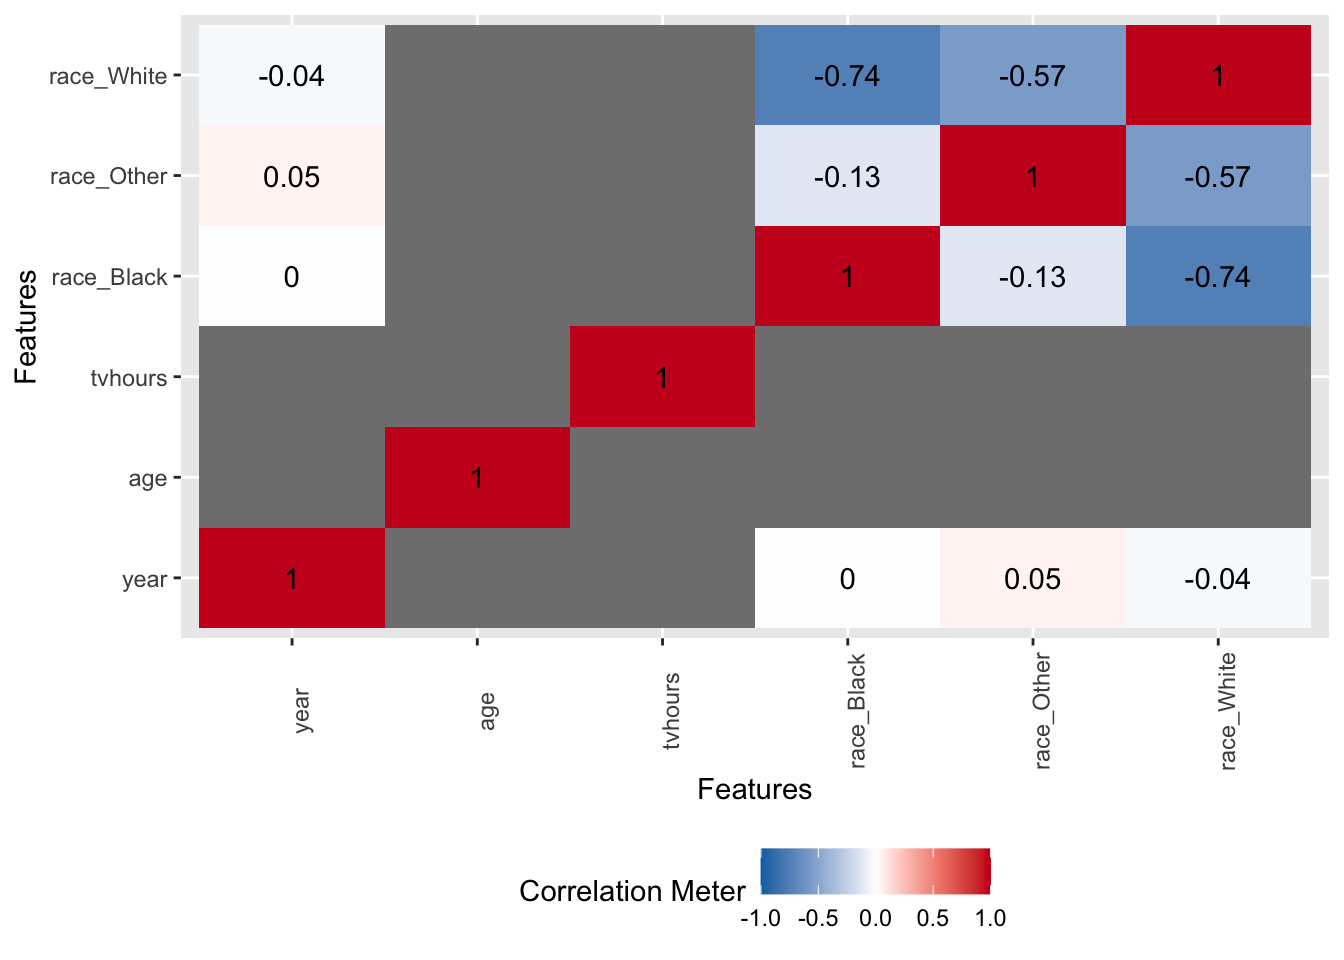 race_White -0.04 -0.74 -0.57 1
race_Other 0.05 -0.13 1 -0.57
race_Black 0 1 -0.13 -0.74
tvhours 1
age 1
year 1 0 0.05 -0.04
Features
year age tvhours race_Black race_Other race_White
Features
Correlation Meter
-1.0 -0.5 0.0 0.5 1.0